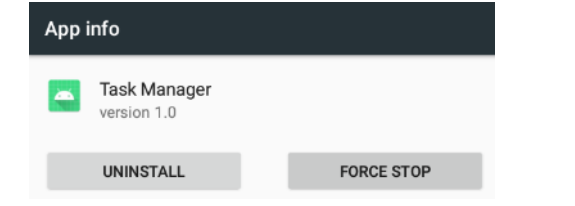 App info
Task Manager
version 1.0
UNINSTALL
FORCE STOP